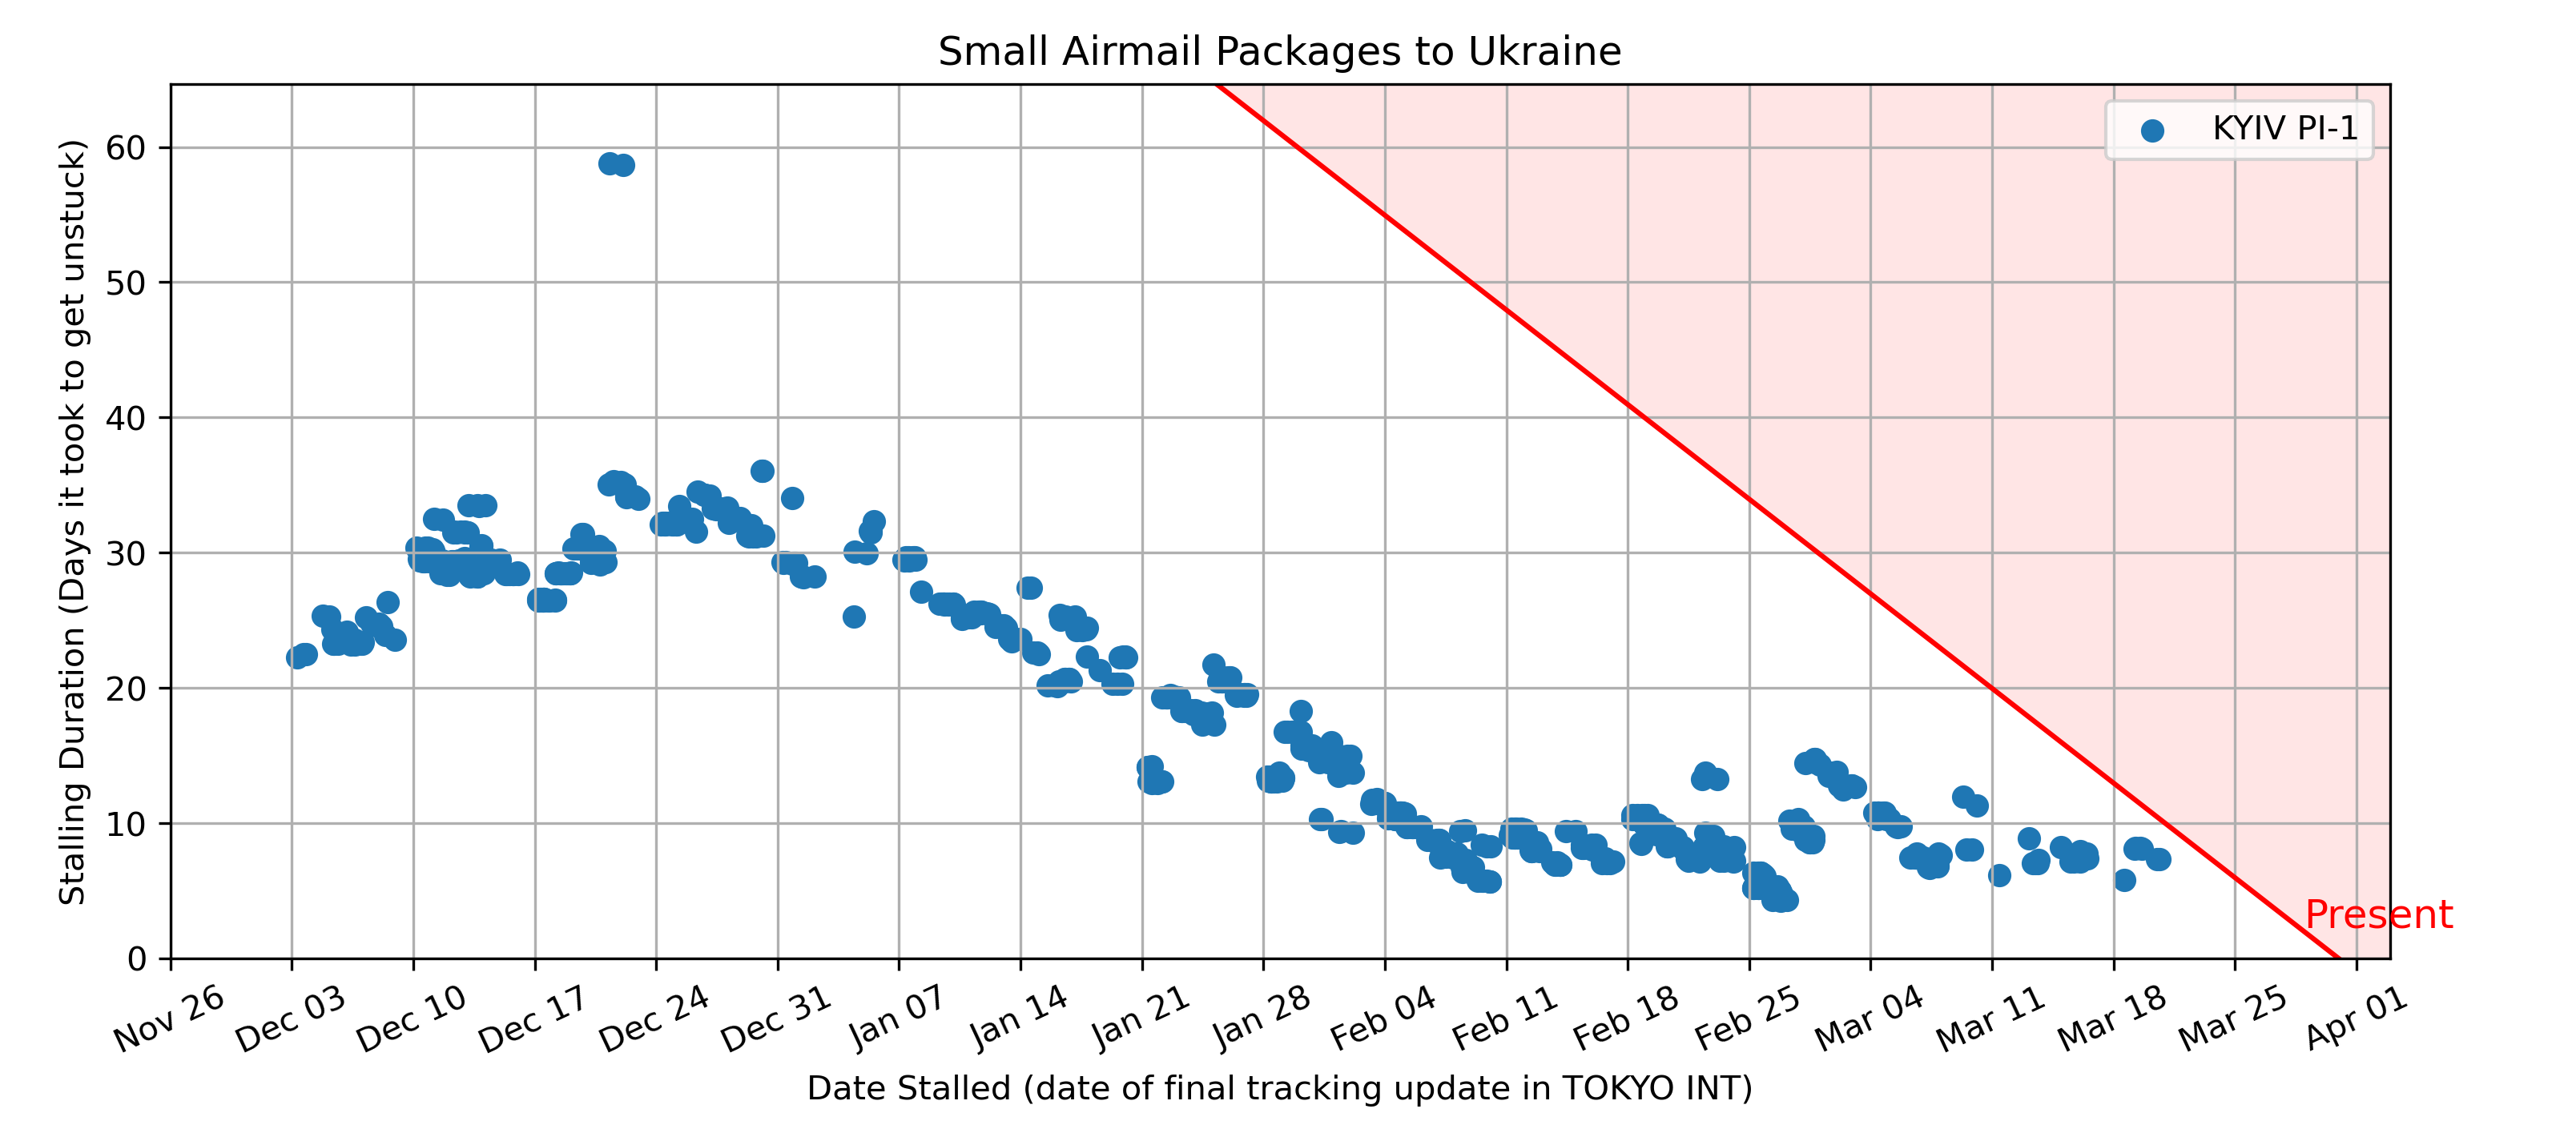 Small Airmail Packages to Ukraine
KYIV PI-1
Stalling Duration (Days it took to get unstuck)
60
50
40
30
20
10
0
Present
Nov 26
Dec 03
Dec 10
Dec 17
Dec 24
Dec 31
Jan 07
Jan 14
Jan 21
Jan 28
Feb 04
Feb 11
Feb 18
Feb 25
Mar 04
Mar 11
Mar 18
Mar 25
Apr 01
Date Stalled (date of final tracking update in TOKYO INT)